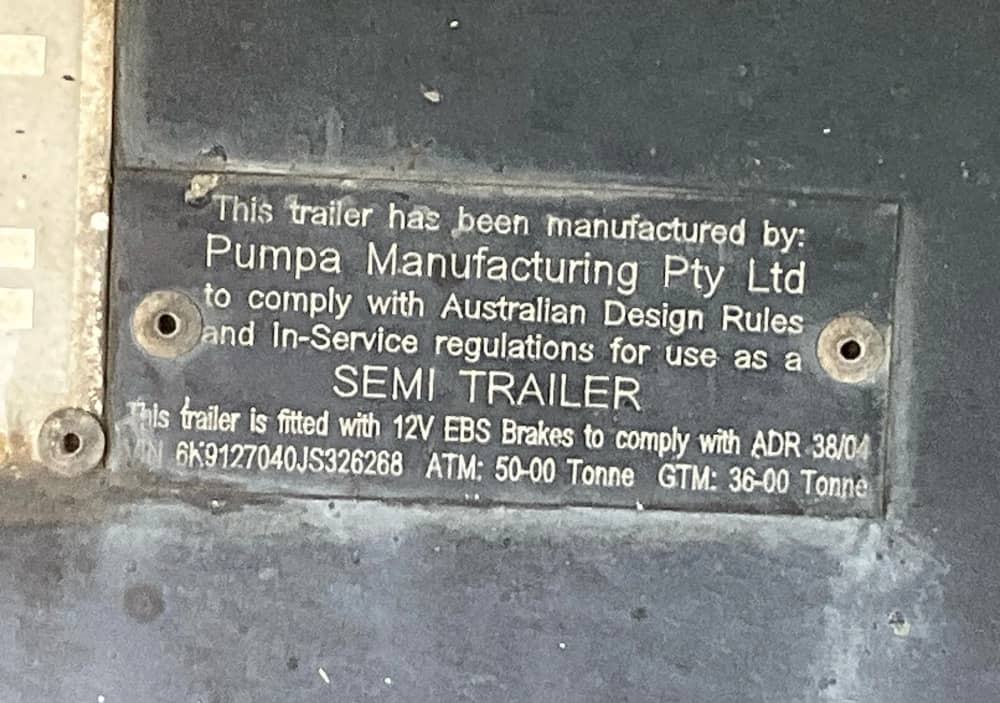 This trailer has been manufactured by:
Pumpa Manufacturing Pty Ltd
to comply with Australian Design Rules
and In-Service regulations for use as a
SEMI TRAILER
This trailer is fitted with 12V EBS Brakes to comply with ADR 38/04
VIN 6K9127040JS326268 ATM: 50-00 Tonne GTM: 36-00 Tonne